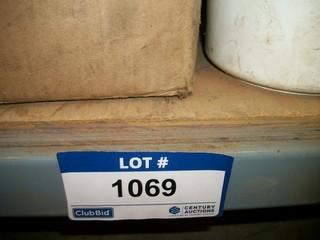 LOT #
1069
ClubBid
CENTURY
AUCTIONS